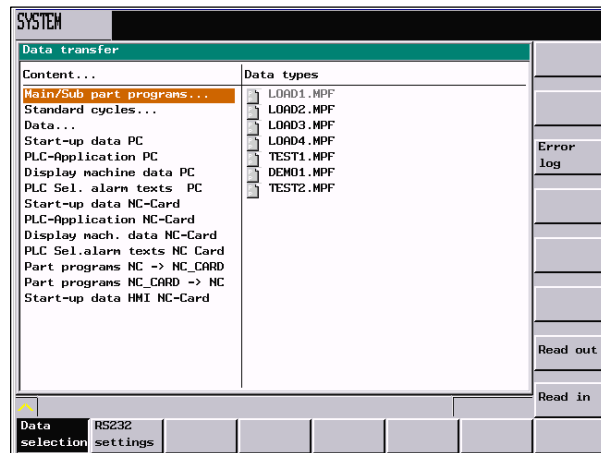 SYSTEM
Data transfer
Content...
Main/Sub part programs...
Standard cycles...
Data...
Start-up data PC
PLC-Application PC
Display machine data PC
PLC Sel. alarm texts  PC
Start-up data NC-Card
PLC-Application NC-Card
Display mach. data NC-Card
PLC Sel.alarm texts NC Card
Part programs NC -> NC_CARD
Part programs NC_CARD -> NC
Start-up data HMI NC-Card
Data types
LOAD1.MPF
LOAD2.MPF
LOAD3.MPF
LOAD4.MPF
TEST1.MPF
DEMO1.MPF
TEST2.MPF
Error
log
Read out
Read in
Data
selection
RS232
settings